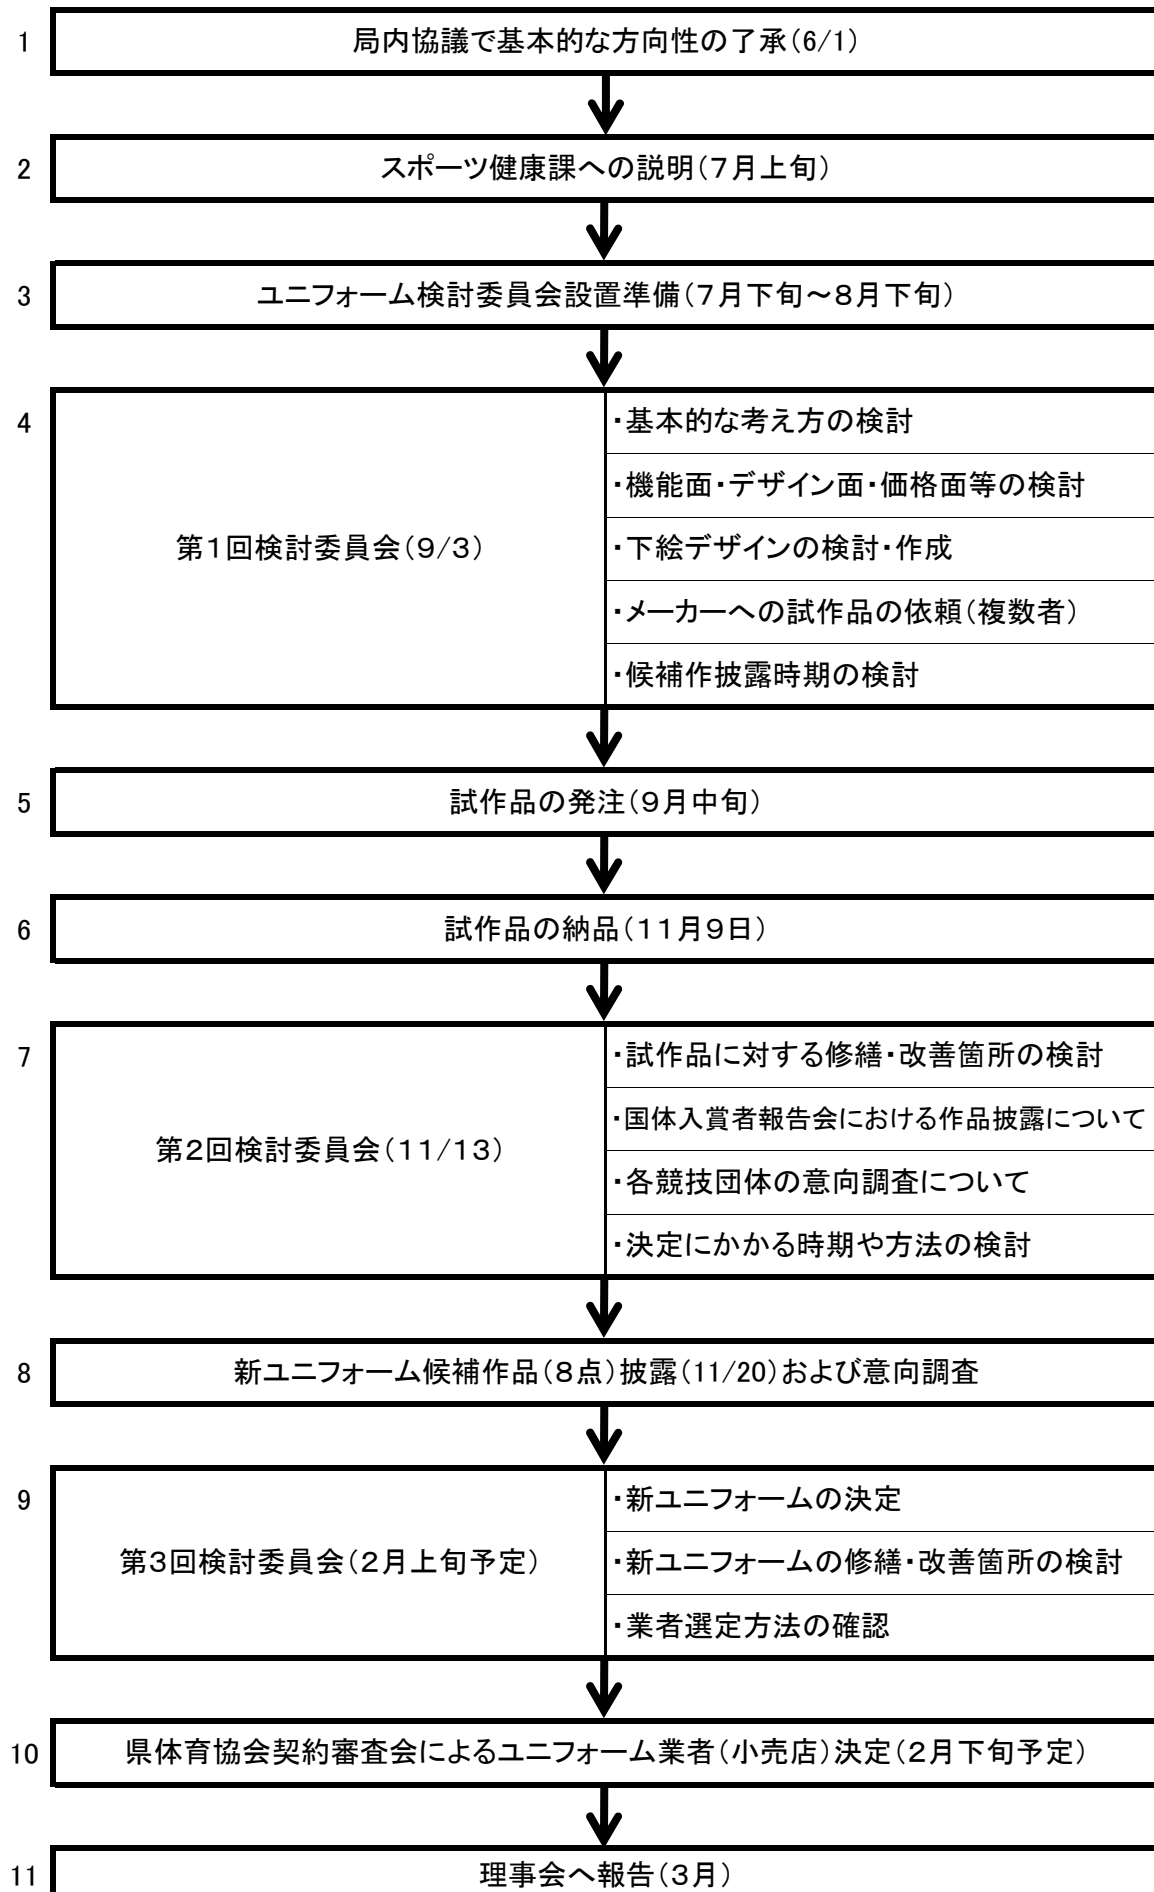 1
局内協議で基本的な方向性の了承(6/1)
2
スポーツ健康課への説明(７月上旬)
3
ユニフォーム検討委員会設置準備(７月下旬～８月下旬)
4
第１回検討委員会(９/３)
・基本的な考え方の検討
・機能面・デザイン面・価格面等の検討
・下絵デザインの検討・作成
・メーカーへの試作品の依頼(複数者)
・候補作披露時期の検討
5
試作品の発注(９月中旬)
6
試作品の納品(１１月９日)
7
第２回検討委員会(１１/１３)
・試作品に対する修繕・改善箇所の検討
・国体入賞者報告会における作品披露について
・各競技団体の意向調査について
・決定にかかる時期や方法の検討
8
新ユニフォーム候補作品(８点)披露(11/20)および意向調査
9
第３回検討委員会(２月上旬予定)
・新ユニフォームの決定
・新ユニフォームの修繕・改善箇所の検討
・業者選定方法の確認
10
県体育協会契約審査会によるユニフォーム業者(小売店)決定(２月下旬予定)
11
理事会へ報告(３月)